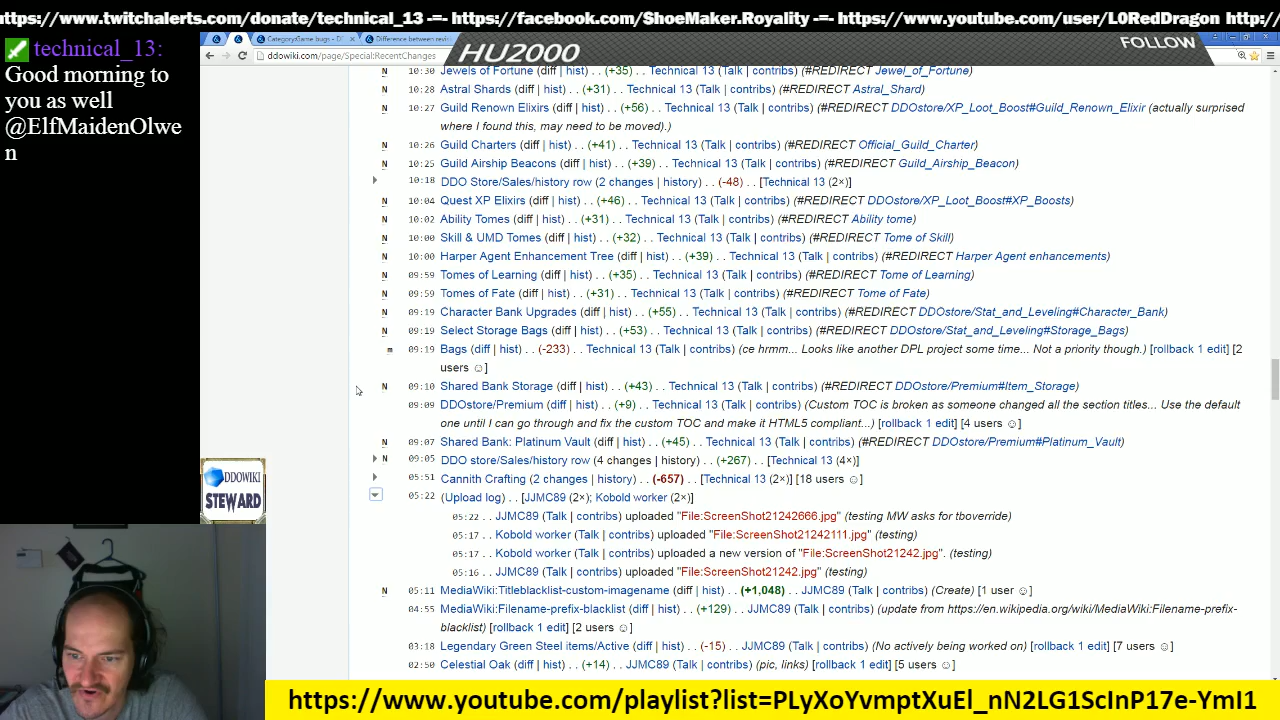 https://www.twitchalerts.com/donate/technical_13 -=- https://facebook.com/ShoeMaker.Royality -=- https://www.youtube.com/user/L0RedDragon http:/
technical_13:
Good morning to
you as well
@ElfMaidenOlwe
n
Category:Game bugs - D
Difference between revis
HU2000
FOLLOW
ddowiki.com/page/Special:RecentChanges
N 10:30 Jewels of Fortune (diff | hist) . . (+35) . . Technical 13 (Talk | contribs) (#REDIRECT Jewel_of_Fortune)
N 10:28 Astral Shards (diff | hist) . . (+31) . . Technical 13 (Talk | contribs) (#REDIRECT Astral_Shard)
N 10:27 Guild Renown Elixirs (diff | hist) . . (+56) . . Technical 13 (Talk | contribs) (#REDIRECT DDOstore/XP_Loot_Boost#Guild_Renown_Elixir (actually surprised
where I found this, may need to be moved).)
N 10:26 Guild Charters (diff | hist) . . (+41) . . Technical 13 (Talk | contribs) (#REDIRECT Official_Guild_Charter)
N 10:25 Guild Airship Beacons (diff | hist) . . (+39) . . Technical 13 (Talk | contribs) (#REDIRECT Guild_Airship_Beacon)
10:18 DDO Store/Sales/history row (2 changes | history) . . (-48) . . [Technical 13 (2×)]
N 10:04 Quest XP Elixirs (diff | hist) . . (+46) . . Technical 13 (Talk | contribs) (#REDIRECT DDOstore/XP_Loot_Boost#XP_Boosts)
N 10:02 Ability Tomes (diff | hist) . . (+31) . . Technical 13 (Talk | contribs) (#REDIRECT Ability tome)
N 10:00 Skill & UMD Tomes (diff | hist) . . (+32) . . Technical 13 (Talk | contribs) (#REDIRECT Tome of Skill)
N 10:00 Harper Agent Enhancement Tree (diff | hist) . . (+39) . . Technical 13 (Talk | contribs) (#REDIRECT Harper Agent enhancements)
N 09:59 Tomes of Learning (diff | hist) . . (+35) . . Technical 13 (Talk | contribs) (#REDIRECT Tome of Learning)
N 09:59 Tomes of Fate (diff | hist) . . (+31) . . Technical 13 (Talk | contribs) (#REDIRECT Tome of Fate)
N 09:19 Character Bank Upgrades (diff | hist) . . (+55) . . Technical 13 (Talk | contribs) (#REDIRECT DDOstore/Stat_and_Leveling#Character_Bank)
N 09:19 Select Storage Bags (diff | hist) . . (+53) . . Technical 13 (Talk | contribs) (#REDIRECT DDOstore/Stat_and_Leveling#Storage_Bags)
m 09:19 Bags (diff | hist) . . (-233) . . Technical 13 (Talk | contribs) (ce hrmm... Looks like another DPL project some time... Not a priority though.) [rollback 1 edit] [2
users ☺]
N 09:10 Shared Bank Storage (diff | hist) . . (+43) . . Technical 13 (Talk | contribs) (#REDIRECT DDOstore/Premium#Item_Storage)
09:09 DDOstore/Premium (diff | hist) . . (+9) . . Technical 13 (Talk | contribs) (Custom TOC is broken as someone changed all the section titles... Use the default
one until I can go through and fix the custom TOC and make it HTML5 compliant...) [rollback 1 edit] [4 users ☺]
N 09:07 Shared Bank: Platinum Vault (diff | hist) . . (+45) . . Technical 13 (Talk | contribs) (#REDIRECT DDOstore/Premium#Platinum_Vault)
N 09:05 DDO store/Sales/history row (4 changes | history) . . (+267) . . [Technical 13 (4×)]
05:51 Cannith Crafting (2 changes | history) . . (-657) . . [Technical 13 (2×)] [18 users ☺]
05:22 (Upload log) . . [JJMC89 (2×); Kobold worker (2×)]
05:22 . . JJMC89 (Talk | contribs) uploaded "File:ScreenShot21242666.jpg" (testing MW asks for tboverride)
05:17 . . Kobold worker (Talk | contribs) uploaded "File:ScreenShot21242111.jpg" (testing)
05:17 . . Kobold worker (Talk | contribs) uploaded a new version of "File:ScreenShot21242.jpg". (testing)
05:16 . . JJMC89 (Talk | contribs) uploaded "File:ScreenShot21242.jpg" (testing)
N 05:11 MediaWiki:Titleblacklist-custom-imagename (diff | hist) . . (+1,048) . . JJMC89 (Talk | contribs) (Create) [1 user ☺]
04:55 MediaWiki:Filename-prefix-blacklist (diff | hist) . . (+129) . . JJMC89 (Talk | contribs) (update from https://en.wikipedia.org/wiki/MediaWiki:Filename-prefix-
blacklist) [rollback 1 edit] [2 users ☺]
03:18 Legendary Green Steel items/Active (diff | hist) . . (-15) . . JJMC89 (Talk | contribs) (No actively being worked on) [rollback 1 edit] [7 users ☺]
02:50 Celestial Oak (diff | hist) . . (+14) . . JJMC89 (Talk | contribs) (pic, links) [rollback 1 edit] [5 users ☺]
DDOWIKI
STEWARD
https://www.youtube.com/playlist?list=PLyXoYvmptXuEl_nN2LG1ScInP17e-YmI1